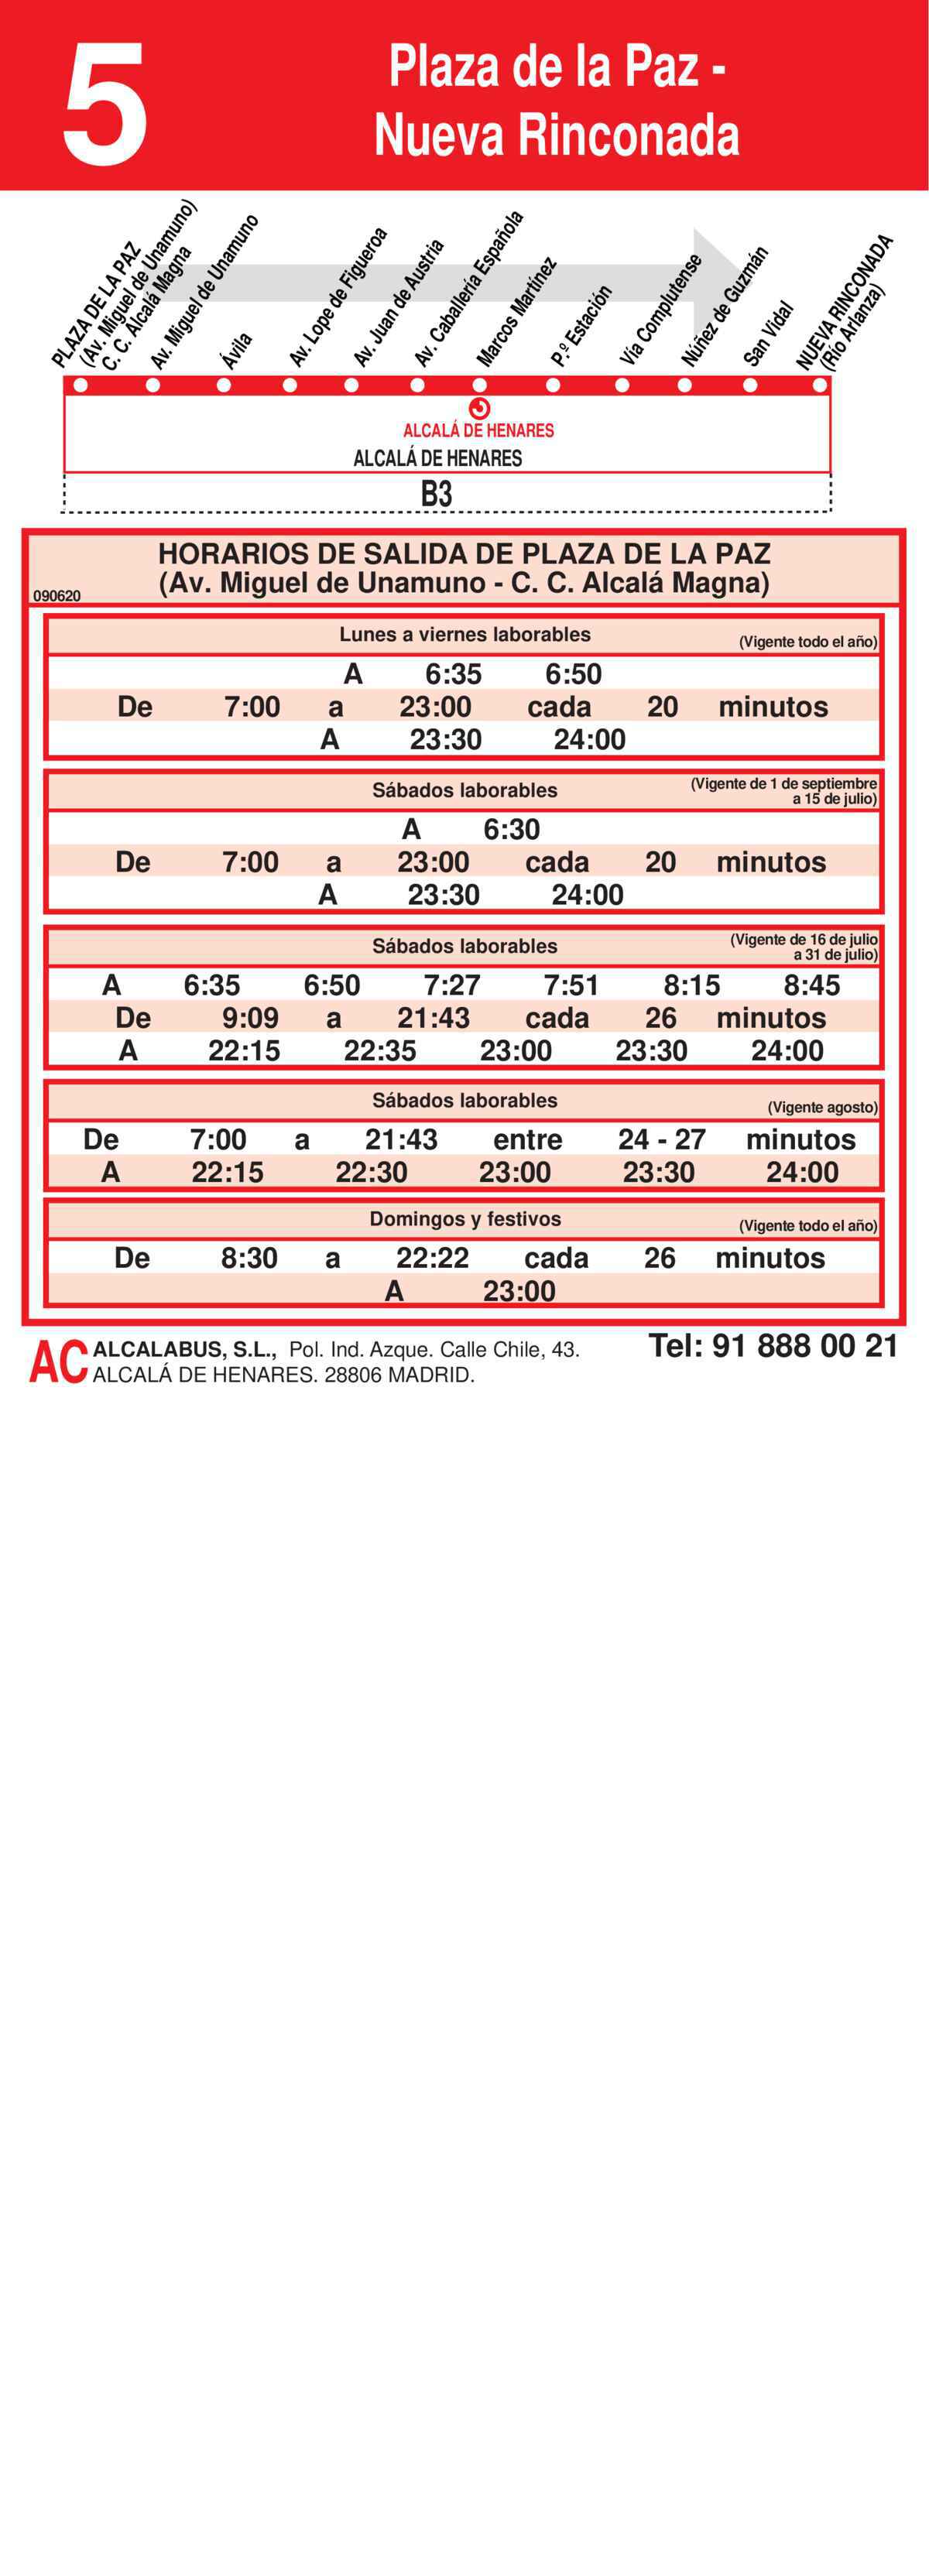 5
Plaza de la Paz -
Nueva Rinconada
PLAZA DE LA PAZ
(Av. Miguel de Unamuno)
C. C. Alcalá Magna
Av. Miguel de Unamuno
Ávila
Av. Lope de Figueroa
Av. Juan de Austria
Av. Caballería Española
Marcos Martínez
P.º Estación
Vía Complutense
Núñez de Guzmán
San Vidal
NUEVA RINCONADA
(Río Arlanza)
ALCALÁ DE HENARES
ALCALÁ DE HENARES
B3
HORARIOS DE SALIDA DE PLAZA DE LA PAZ
(Av. Miguel de Unamuno - C. C. Alcalá Magna)
090620
Lunes a viernes laborables (Vigente todo el año)
A 6:35 6:50
De 7:00 a 23:00 cada 20 minutos
A 23:30 24:00
Sábados laborables (Vigente de 1 de septiembre
a 15 de julio)
A 6:30
De 7:00 a 23:00 cada 20 minutos
A 23:30 24:00
Sábados laborables (Vigente de 16 de julio
a 31 de julio)
A 6:35 6:50 7:27 7:51 8:15 8:45
De 9:09 a 21:43 cada 26 minutos
A 22:15 22:35 23:00 23:30 24:00
Sábados laborables (Vigente agosto)
De 7:00 a 21:43 entre 24 - 27 minutos
A 22:15 22:30 23:00 23:30 24:00
Domingos y festivos (Vigente todo el año)
De 8:30 a 22:22 cada 26 minutos
A 23:00
AC ALCALABUS, S.L., Pol. Ind. Azque. Calle Chile, 43. Tel: 91 888 00 21
ALCALÁ DE HENARES. 28806 MADRID.